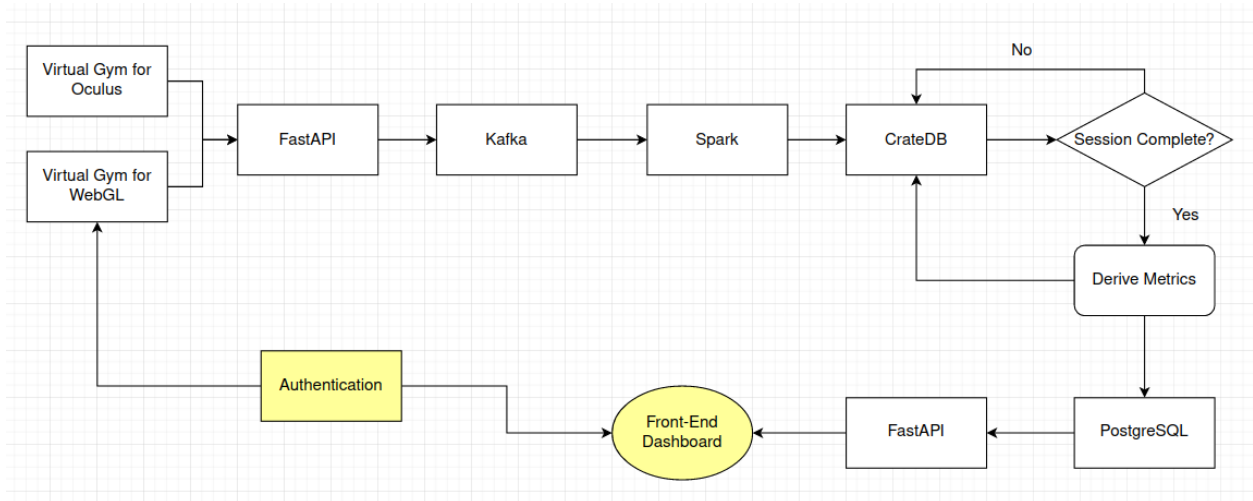 No
Virtual Gym for
Oculus
FastAPI
Kafka
Spark
CrateDB
Session Complete?
Virtual Gym for
WebGL
Yes
Derive Metrics
Authentication
Front-End
Dashboard
FastAPI
PostgreSQL